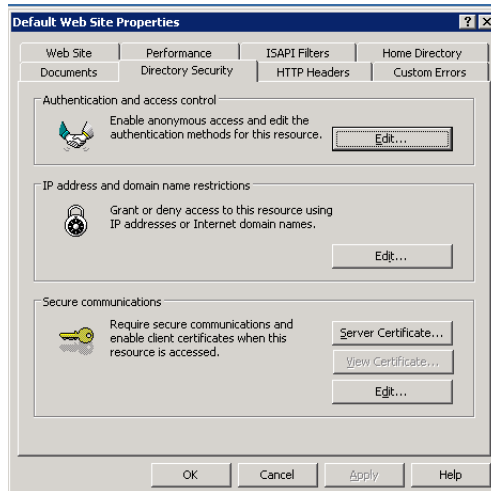 Default Web Site Properties
Web Site
Performance
ISAPI Filters
Home Directory
Documents
Directory Security
HTTP Headers
Custom Errors
Authentication and access control
Enable anonymous access and edit the
authentication methods for this resource.
Edit...
IP address and domain name restrictions
Grant or deny access to this resource using
IP addresses or Internet domain names.
Edit...
Secure communications
Require secure communications and
enable client certificates when this
resource is accessed.
Server Certificate...
View Certificate...
Edit...
OK
Cancel
Apply
Help